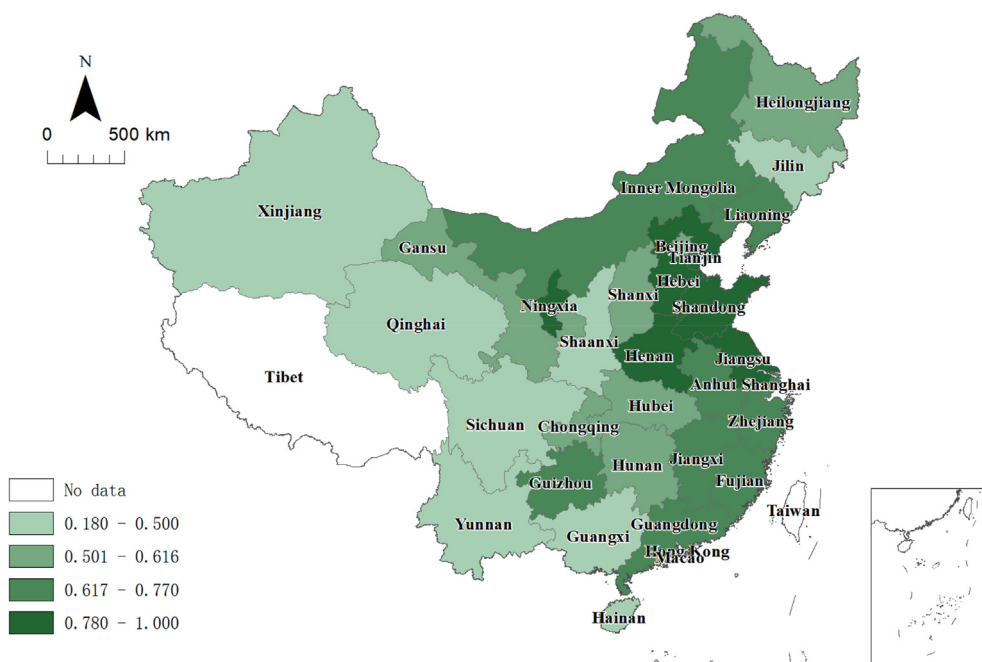 N
0 500 km
Heilongjiang
Jilin
Inner Mongolia
Liaoning
Xinjiang
Gansu
Beijing
Tianjin
Hebei
Shanxi
Ningxia
Shandong
Qinghai
Shaanxi
Henan
Jiangsu
Tibet
Anhui
Shanghai
Hubei
Zhejiang
Sichuan
Chongqing
Hunan
Jiangxi
Guizhou
Fujian
Taiwan
Yunnan
Guangxi
Guangdong
Hong Kong
Macao
Hainan
No data
0.180 - 0.500
0.501 - 0.616
0.617 - 0.770
0.780 - 1.000